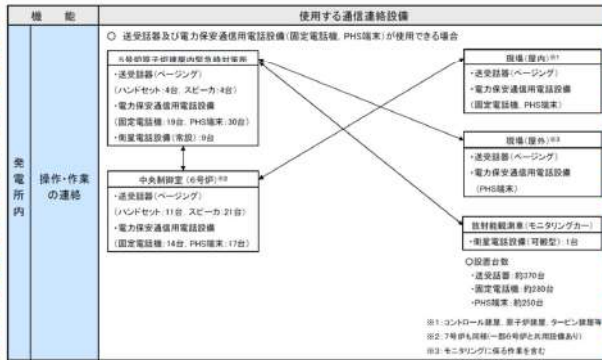 機 能
使用する通信連絡設備
発電所内
操作・作業の連絡
○ 送受話器及び電力保安通信用電話設備(固定電話機, PHS端末)が使用できる場合
5号炉原子炉建屋内緊急時対策所
・送受話器(ページング)
(ハンドセット:4台, スピーカ:4台)
・電力保安通信用電話設備
(固定電話機:19台, PHS端末:30台)
・衛星電話設備(常設):9台
中央制御室(6号炉)※2
・送受話器(ページング)
(ハンドセット:11台, スピーカ:21台)
・電力保安通信用電話設備
(固定電話機:14台, PHS端末:17台)
現場(屋内)※1
・送受話器(ページング)
・電力保安通信用電話設備
(固定電話機, PHS端末)
現場(屋外)※3
・送受話器(ページング)
・電力保安通信用電話設備
(PHS端末)
放射能観測車(モニタリングカー)
・衛星電話設備(可搬型):1台
○設置台数
・送受話器:約370台
・固定電話機:約280台
・PHS端末:約250台
※1:コントロール建屋, 原子炉建屋, タービン建屋等
※2:7号炉も同様(一部6号炉と共用設備あり)
※3:モニタリングに係る作業を含む